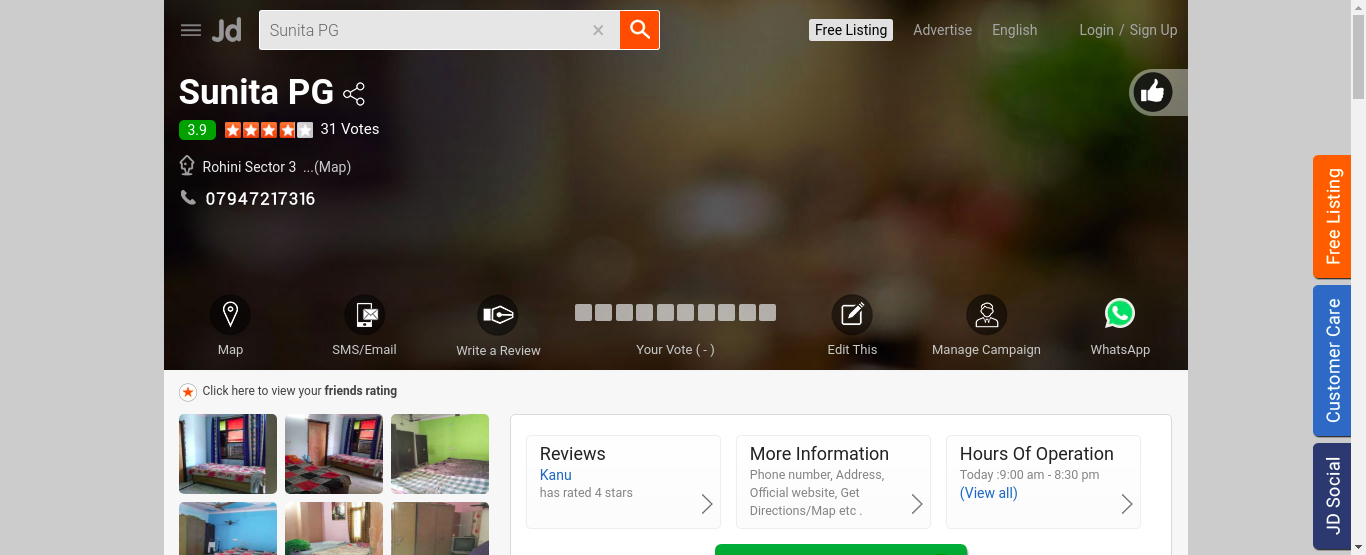 Jd
Sunita PG
Free Listing
Advertise
English
Login / Sign Up
Sunita PG
3.9
31 Votes
Rohini Sector 3 ...(Map)
07947217316
Map
SMS/Email
Write a Review
Your Vote ( - )
Edit This
Manage Campaign
WhatsApp
Click here to view your friends rating
Reviews
Kanu
has rated 4 stars
More Information
Phone number, Address,
Official website, Get
Directions/Map etc .
Hours Of Operation
Today :9:00 am - 8:30 pm
(View all)
Free Listing
Customer Care
JD Social